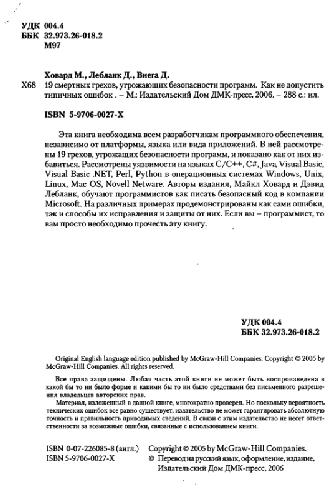 УДК 004.4
ББК 32.973.26-018.2
М97
Ховард М., Лебланк Д., Виега Д.
Х68 19 смертных грехов, угрожающих безопасности программ. Как не допустить
типичных ошибок . – М.: Издательский Дом ДМК-пресс, 2006. – 288 с.: ил.
ISBN 5-9706-0027-X
Эта книга необходима всем разработчикам программного обеспечения,
независимо от платформы, языка или вида приложений. В ней рассмотре-
ны 19 грехов, угрожающих безопасности программ, и показано как от них из-
бавиться. Рассмотрены уязвимости на языках C/C++, C#, Java, Visual Basic,
Visual Basic .NET, Perl, Python в операционных системах Windows, Unix,
Linux, Mac OS, Novell Netware. Авторы издания, Майкл Ховард и Дэвид
Лебланк, обучают программистов как писать безопасный код в компании
Microsoft. На различных примерах продемонстрированы как сами ошибки,
так и способы их исправления и защиты от них. Если вы – программист, то
вам просто необходимо прочесть эту книгу.
УДК 004.4
ББК 32.973.26-018.2
Original English language edition published by McGraw-Hill Companies. Copyright © 2005 by
McGraw-Hill Companies. All rights reserved.
Все права защищены. Любая часть этой книги не может быть воспроизведена в
какой бы то ни было форме и какими бы то ни было средствами без письменного разреше-
ния владельцев авторских прав.
Материал, изложенный в данной книге, многократно проверен. Но поскольку вероятность
технических ошибок все равно существует, издательство не может гарантировать абсолютную
точность и правильность приводимых сведений. В связи с этим издательство не несет ответ-
ственности за возможные ошибки, связанные с использованием книги.
ISBN 0-07-226085-8 (англ.) Copyright © 2005 by McGraw-Hill Companies.
ISBN 5-9706-0027-X © Перевод на русский язык, оформление, издание,
Издательский Дом ДМК-пресс, 2006